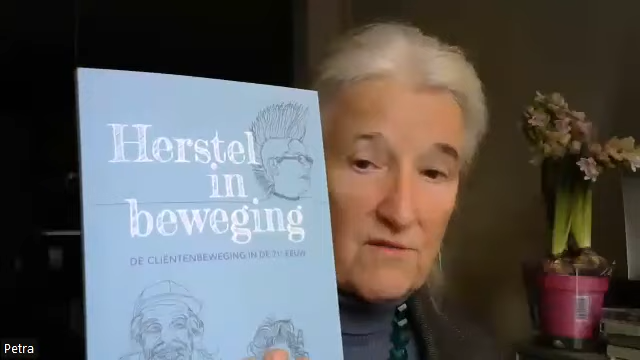 Herstel
in
beweging
DE CLIËNTENBEWEGING IN DE 21E EEUW
Petra